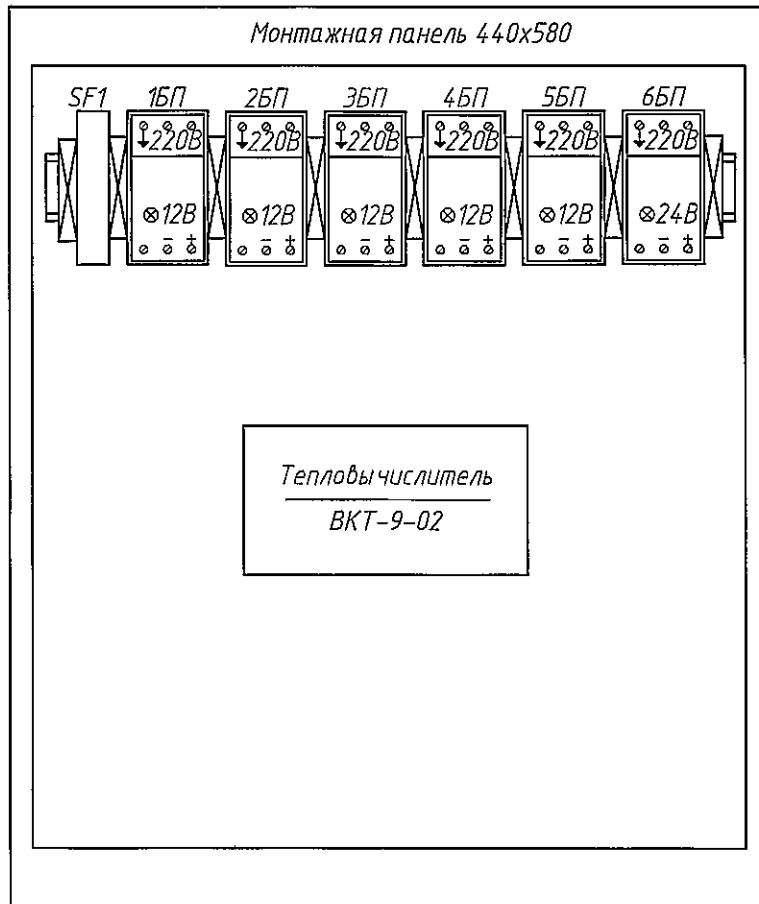 Монтажная панель 440x580
SF1 1БП 2БП 3БП 4БП 5БП 6БП
220В 220В 220В 220В 220В 220В
12В 12В 12В 12В 12В 24В
− + − + − + − + − + − +
Тепловычислитель
ВКТ-9-02